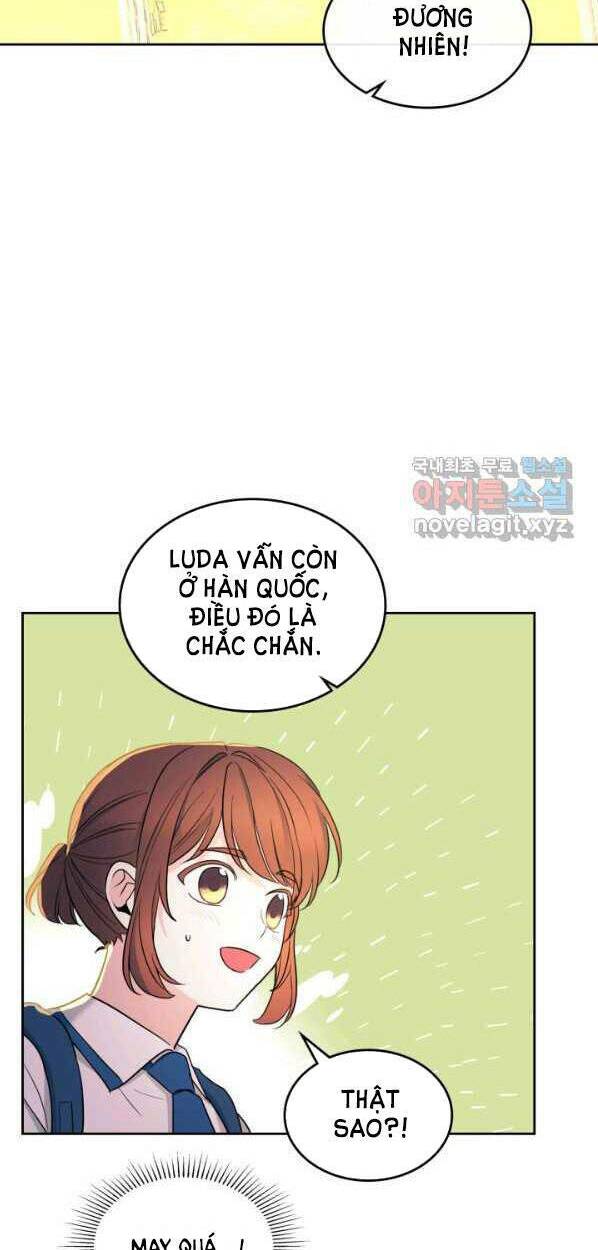 ĐƯƠNG
NHIÊN!
국내최초 무료 웹소설
아지툰소설
novelagit.xyz
LUDA VẪN CÒN
Ở HÀN QUỐC,
ĐIỀU ĐÓ LÀ
CHẮC CHẮN.
THẬT
SAO?!
MAY QUÁ...!